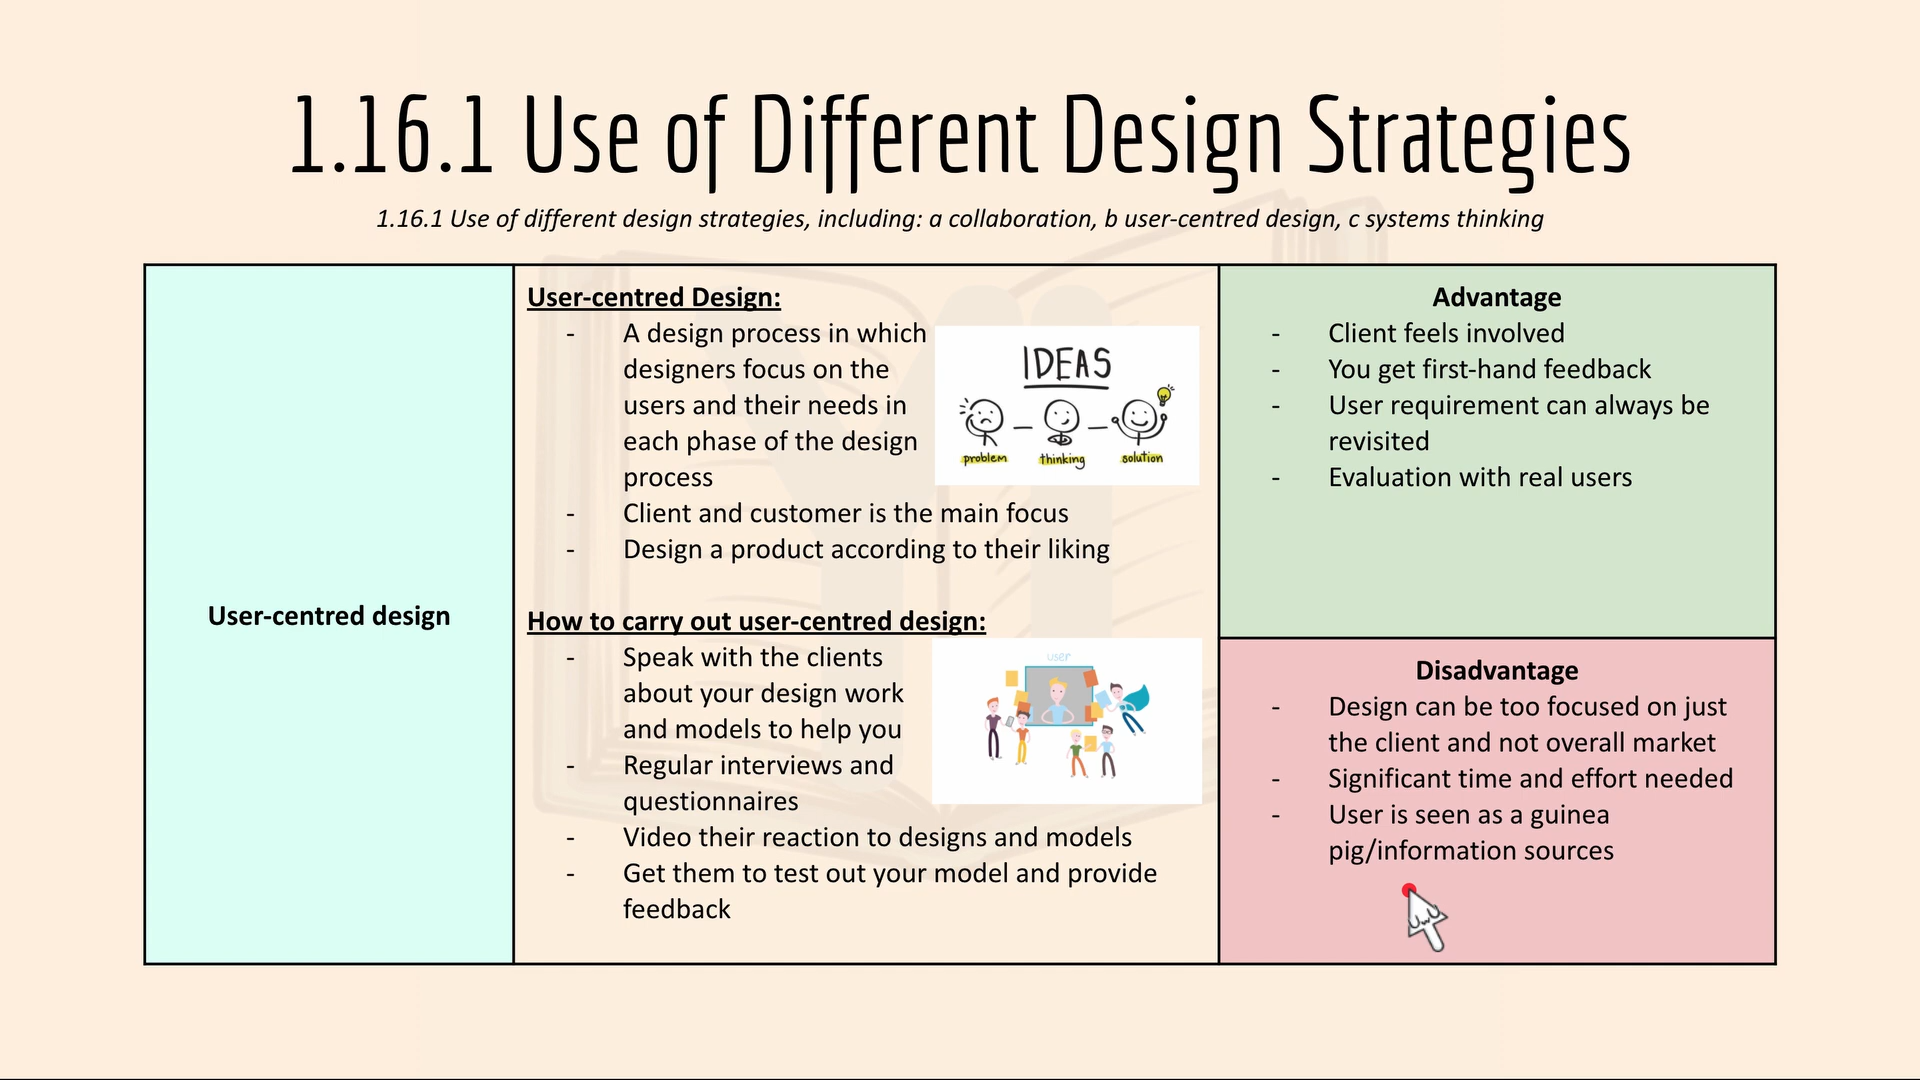 1.16.1 Use of Different Design Strategies
1.16.1 Use of different design strategies, including: a collaboration, b user-centred design, c systems thinking
User-centred design
User-centred Design:
- A design process in which
designers focus on the
users and their needs in
each phase of the design
process
- Client and customer is the main focus
- Design a product according to their liking
IDEAS
problem
thinking
solution
How to carry out user-centred design:
- Speak with the clients
about your design work
and models to help you
- Regular interviews and
questionnaires
- Video their reaction to designs and models
- Get them to test out your model and provide
feedback
user
Advantage
- Client feels involved
- You get first-hand feedback
- User requirement can always be
revisited
- Evaluation with real users
Disadvantage
- Design can be too focused on just
the client and not overall market
- Significant time and effort needed
- User is seen as a guinea
pig/information sources